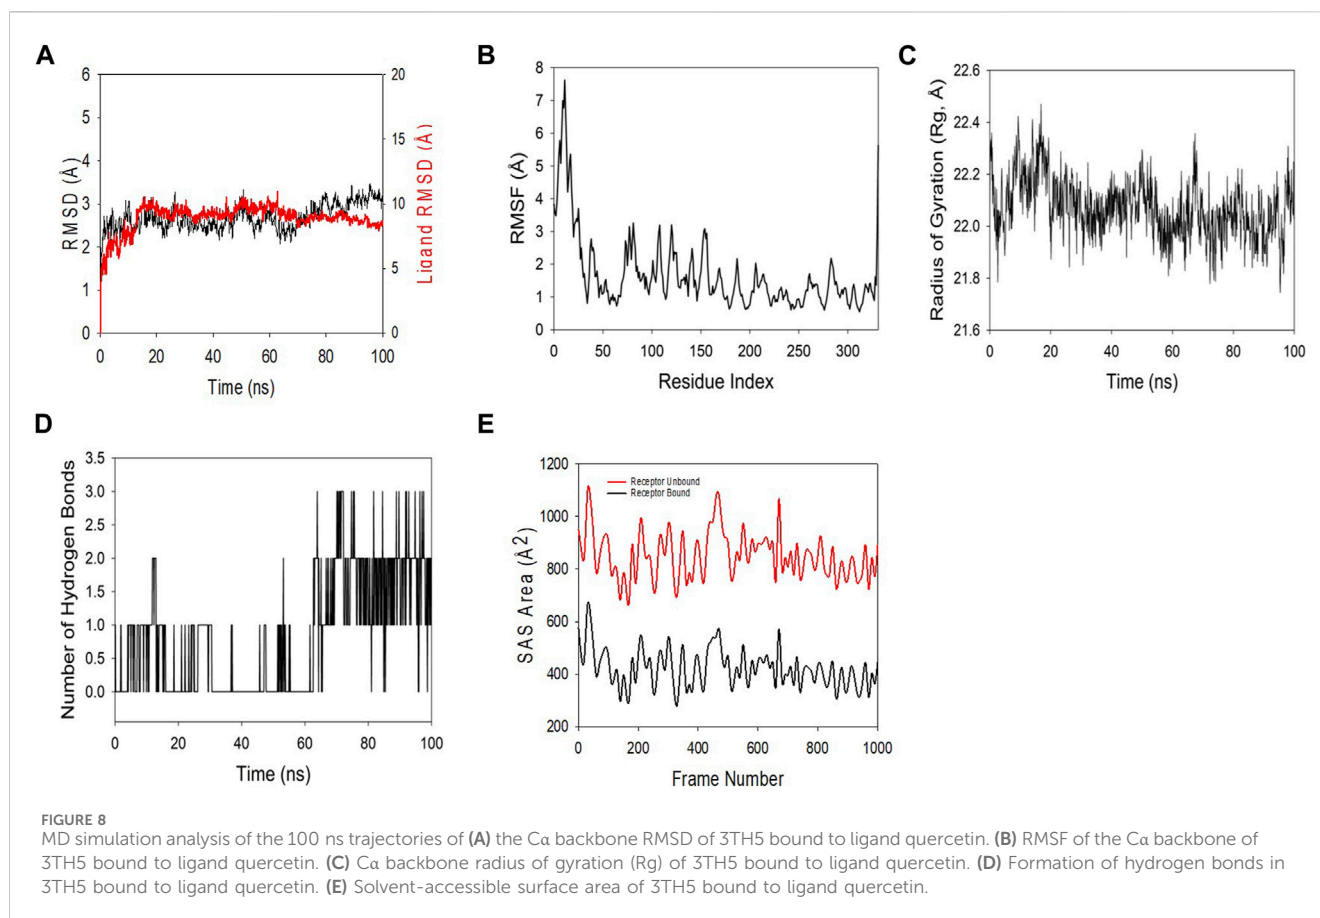 A
6
5
4
3
2
1
0
RMSD (Å)
20
15
10
5
0
Ligand RMSD (Å)
0 20 40 60 80 100
Time (ns)
B
8
7
6
5
4
3
2
1
0
RMSF (Å)
0 50 100 150 200 250 300
Residue Index
C
22.6
22.4
22.2
22.0
21.8
21.6
Radius of Gyration (Rg, Å)
0 20 40 60 80 100
Time (ns)
D
3.5
3.0
2.5
2.0
1.5
1.0
0.5
0.0
Number of Hydrogen Bonds
0 20 40 60 80 100
Time (ns)
E
1200
1000
800
600
400
200
SAS Area (Å^2)
Receptor Unbound
Receptor Bound
0 200 400 600 800 1000
Frame Number
FIGURE 8
MD simulation analysis of the 100 ns trajectories of (A) the Cα backbone RMSD of 3TH5 bound to ligand quercetin. (B) RMSF of the Cα backbone of
3TH5 bound to ligand quercetin. (C) Cα backbone radius of gyration (Rg) of 3TH5 bound to ligand quercetin. (D) Formation of hydrogen bonds in
3TH5 bound to ligand quercetin. (E) Solvent-accessible surface area of 3TH5 bound to ligand quercetin.